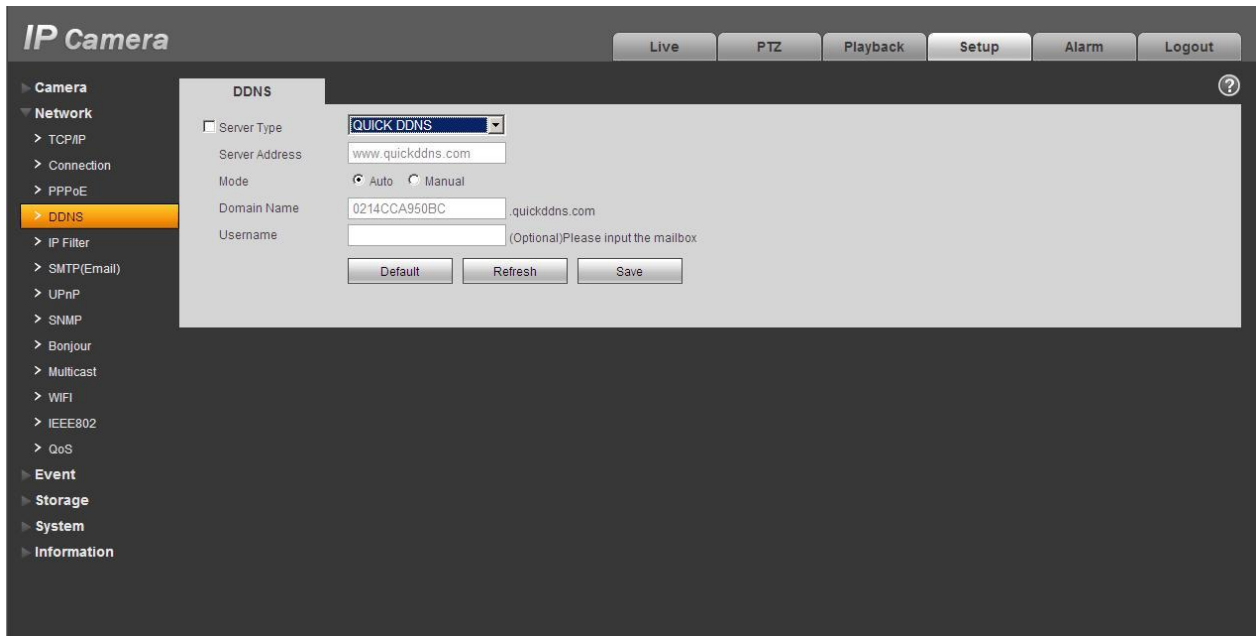 IP Camera
Live
PTZ
Playback
Setup
Alarm
Logout
?
Camera
Network
> TCP/IP
> Connection
> PPPoE
> DDNS
> IP Filter
> SMTP(Email)
> UPnP
> SNMP
> Bonjour
> Multicast
> WIFI
> IEEE802
> QoS
Event
Storage
System
Information
DDNS
Server Type QUICK DDNS
Server Address www.quickddns.com
Mode Auto Manual
Domain Name 0214CCA950BC .quickddns.com
Username (Optional)Please input the mailbox
Default Refresh Save